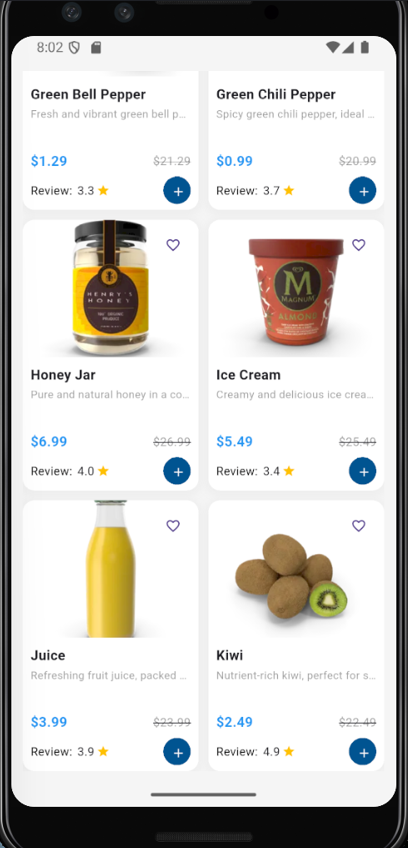 8:02
Green Bell Pepper
Fresh and vibrant green bell p...
$1.29 $21.29
Review: 3.3
Green Chili Pepper
Spicy green chili pepper, ideal ...
$0.99 $20.99
Review: 3.7
HENRY'S
HONEY
Honey Jar
Pure and natural honey in a co...
$6.99 $26.99
Review: 4.0
M
MAGNUM
ALMOND
Ice Cream
Creamy and delicious ice crea...
$5.49 $25.49
Review: 3.4
Juice
Refreshing fruit juice, packed ...
$3.99 $23.99
Review: 3.9
Kiwi
Nutrient-rich kiwi, perfect for s...
$2.49 $22.49
Review: 4.9